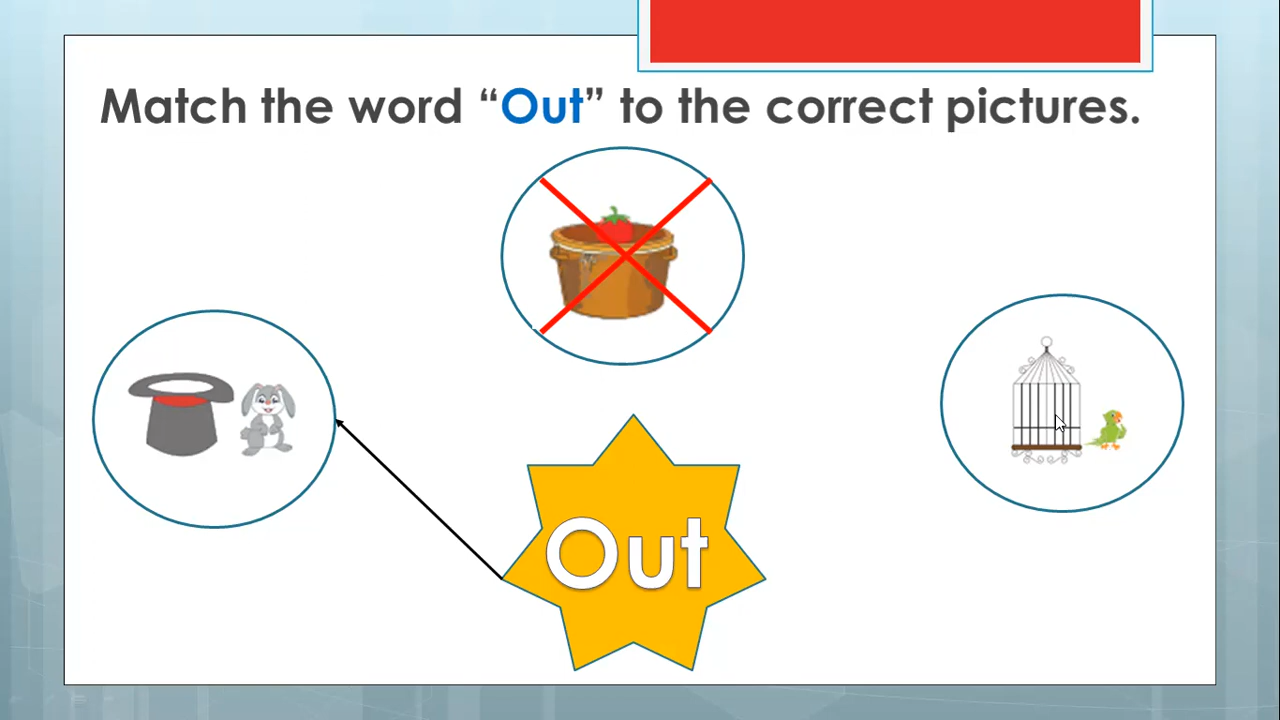 Match the word “Out” to the correct pictures.
Out